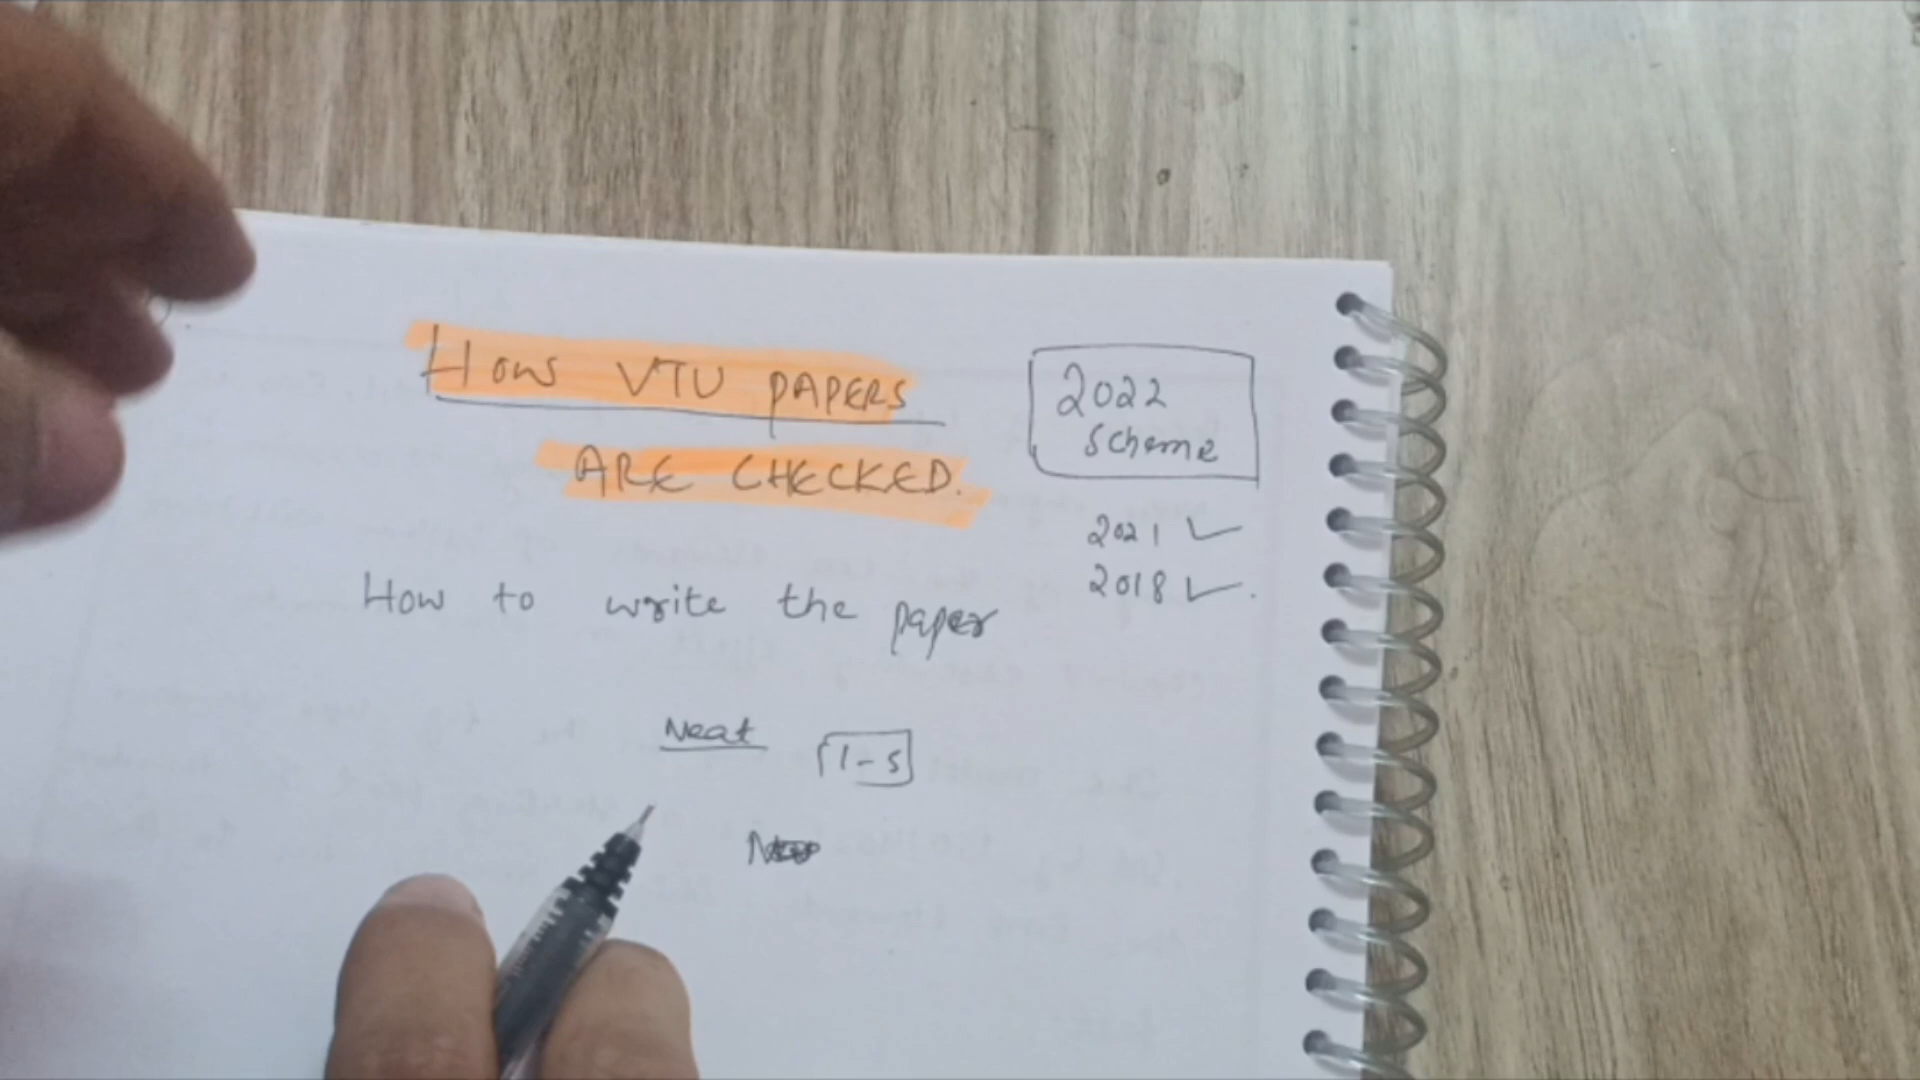 HOW VTU PAPERS
ARE CHECKED.
2022
Scheme
2021
2018
How to write the paper
Neat
1-5